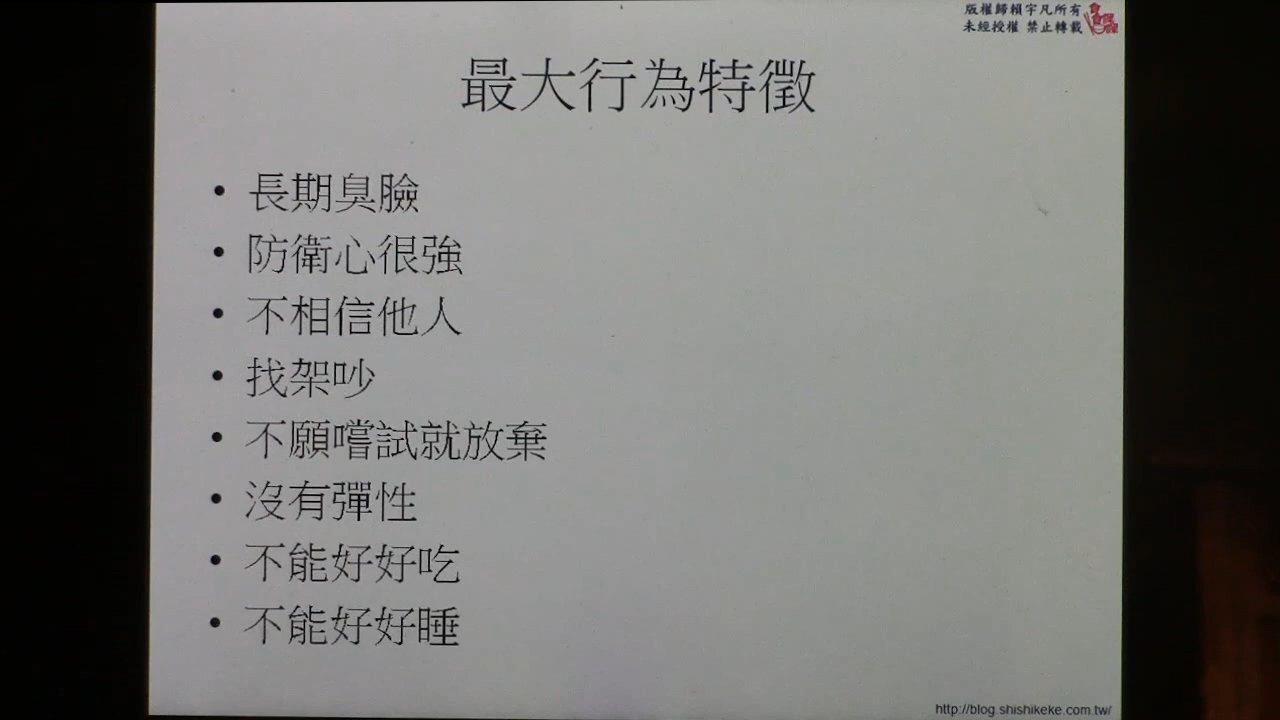 版權歸賴宇凡所有
未經授權 禁止轉載
最大行為特徵
• 長期臭臉
• 防衛心很強
• 不相信他人
• 找架吵
• 不願嚐試就放棄
• 沒有彈性
• 不能好好吃
• 不能好好睡
http://blog.shishikeke.com.tw/